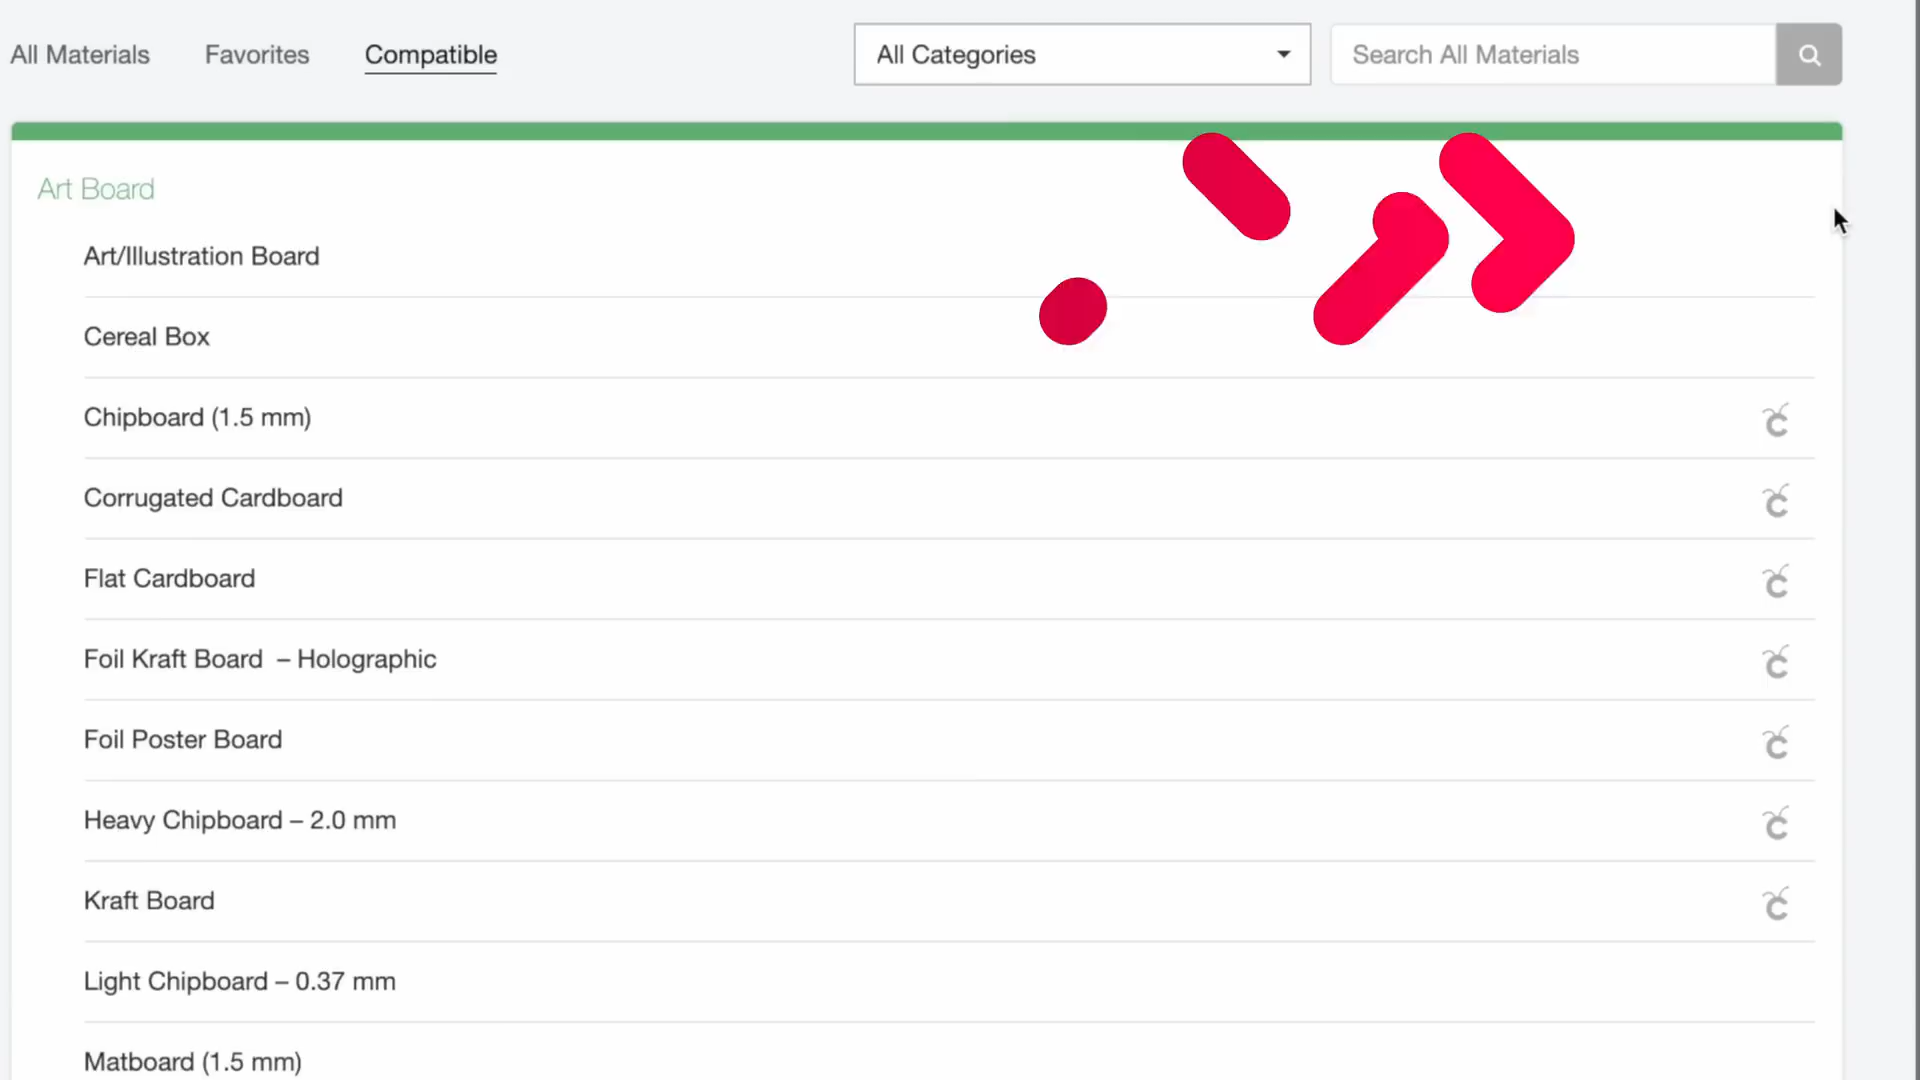 All Materials
Favorites
Compatible
All Categories
Search All Materials
Art Board
Art/Illustration Board
Cereal Box
Chipboard (1.5 mm)
Corrugated Cardboard
Flat Cardboard
Foil Kraft Board – Holographic
Foil Poster Board
Heavy Chipboard – 2.0 mm
Kraft Board
Light Chipboard – 0.37 mm
Matboard (1.5 mm)